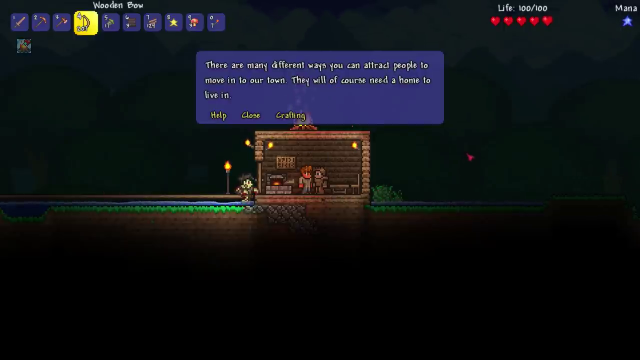 Wooden Bow
Life: 100/100
Mana
There are many different ways you can attract people to
move in to our town. They will of course need a home to
live in.
Help Close Crafting